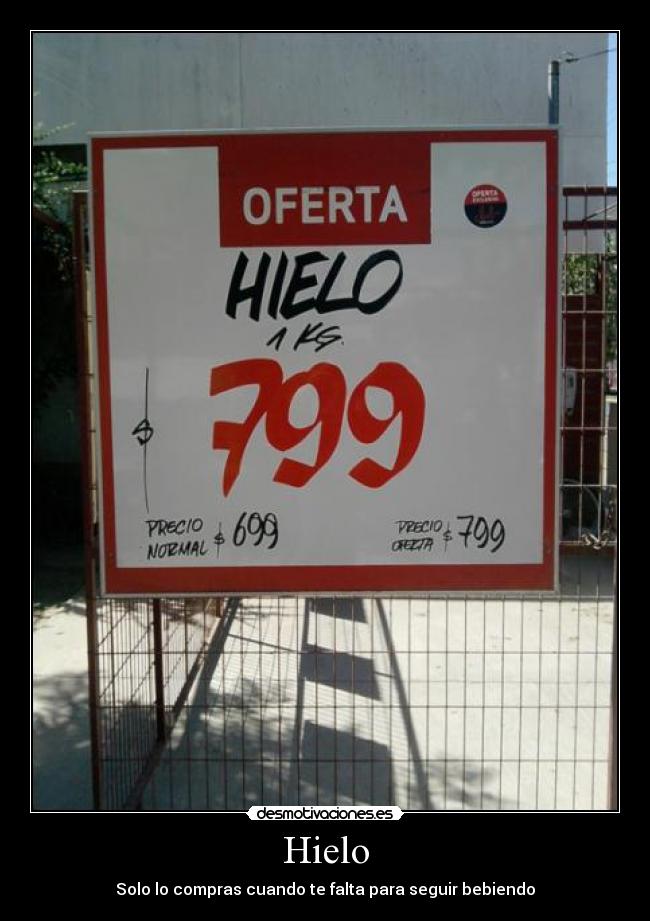 OFERTA
OFERTA
HIELO
1 KG.
$ 799
PRECIO NORMAL $ 699
PRECIO OFERTA $ 799
desmotivaciones.es
Hielo
Solo lo compras cuando te falta para seguir bebiendo